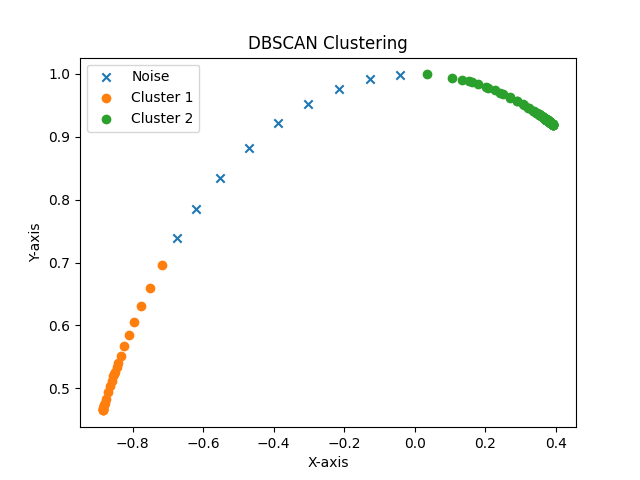 DBSCAN Clustering
Noise
Cluster 1
Cluster 2
1.0
0.9
0.8
0.7
0.6
0.5
Y-axis
−0.8 −0.6 −0.4 −0.2 0.0 0.2 0.4
X-axis